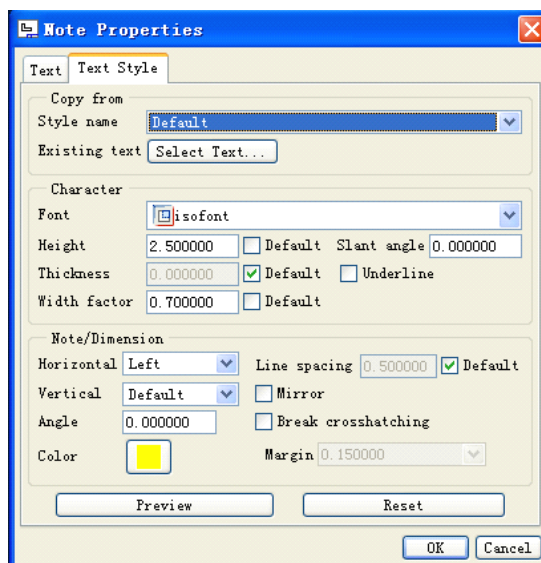 Note Properties
Text Text Style
Copy from
Style name Default
Existing text Select Text...
Character
Font isofont
Height 2.500000 Default Slant angle 0.000000
Thickness 0.000000 Default Underline
Width factor 0.700000 Default
Note/Dimension
Horizontal Left Line spacing 0.500000 Default
Vertical Default Mirror
Angle 0.000000 Break crosshatching
Color Margin 0.150000
Preview Reset
OK Cancel